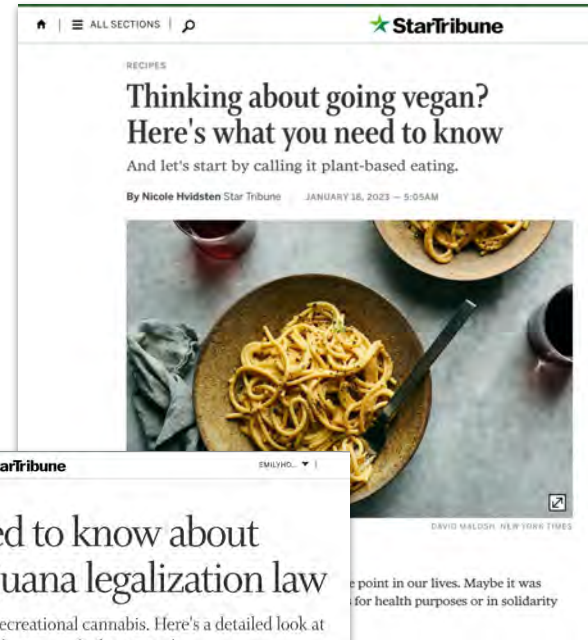 ALL SECTIONS
StarTribune
RECIPES
Thinking about going vegan?
Here's what you need to know
And let's start by calling it plant-based eating.
By Nicole Hvidsten Star Tribune JANUARY 16, 2023 — 5:05AM
DAVID MALOSH, NEW YORK TIMES
e point in our lives. Maybe it was
for health purposes or in solidarity
arTribune
EMILYHO...
ed to know about
uana legalization law
ecreational cannabis. Here's a detailed look at